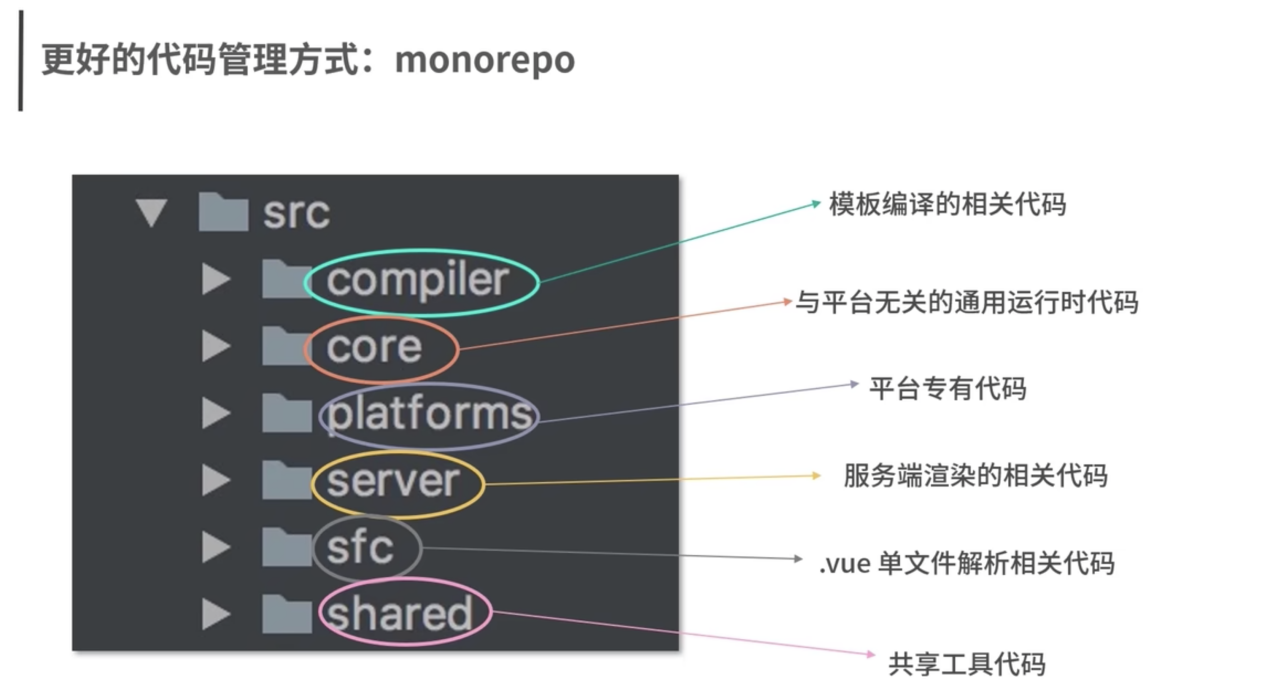 更好的代码管理方式：monorepo
src
compiler
模板编译的相关代码
core
与平台无关的通用运行时代码
platforms
平台专有代码
server
服务端渲染的相关代码
sfc
.vue 单文件解析相关代码
shared
共享工具代码